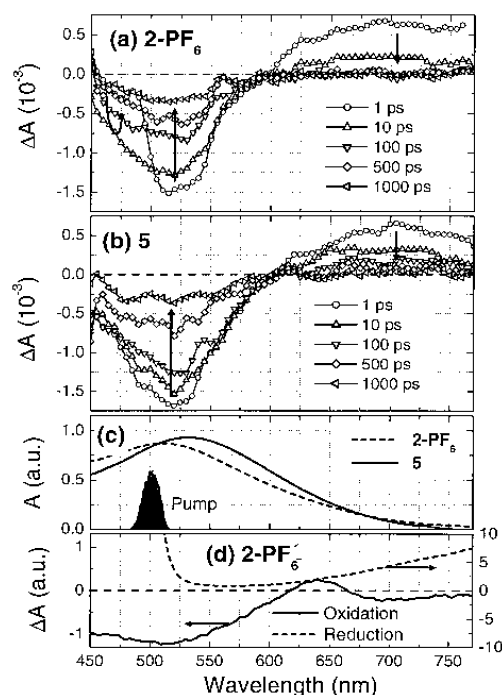 (a) 2-PF6
0.5
0.0
-0.5
-1.0
-1.5
ΔA (10-3)
1 ps
10 ps
100 ps
500 ps
1000 ps
(b) 5
0.5
0.0
-0.5
-1.0
-1.5
ΔA (10-3)
1 ps
10 ps
100 ps
500 ps
1000 ps
(c)
2-PF6
5
1.0
0.5
0.0
A (a.u.)
Pump
(d) 2-PF6
1
0
-1
ΔA (a.u.)
10
5
0
-5
-10
Oxidation
Reduction
450 500 550 600 650 700 750
Wavelength (nm)